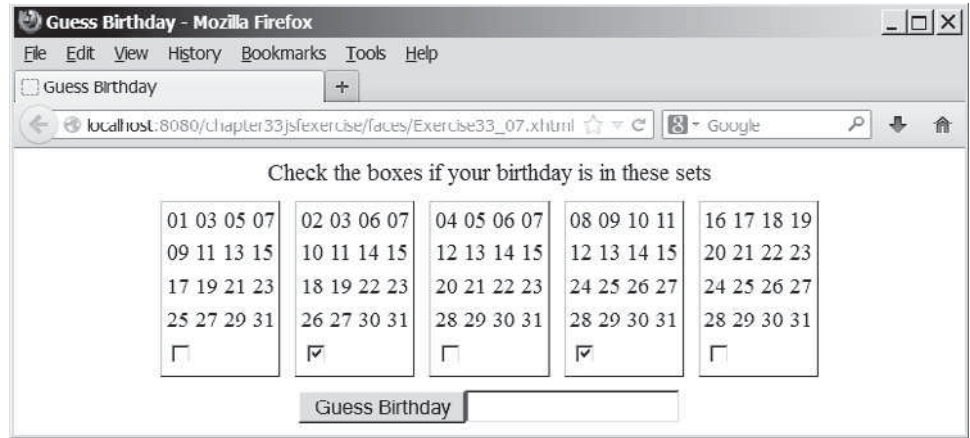 Guess Birthday - Mozilla Firefox
File Edit View History Bookmarks Tools Help
Guess Birthday +
localhost:8080/chapter33jsfexercise/faces/Exercise33_07.xhtml 8 Google
Check the boxes if your birthday is in these sets
01 03 05 07 02 03 06 07 04 05 06 07 08 09 10 11 16 17 18 19
09 11 13 15 10 11 14 15 12 13 14 15 12 13 14 15 20 21 22 23
17 19 21 23 18 19 22 23 20 21 22 23 24 25 26 27 24 25 26 27
25 27 29 31 26 27 30 31 28 29 30 31 28 29 30 31 28 29 30 31
Guess Birthday